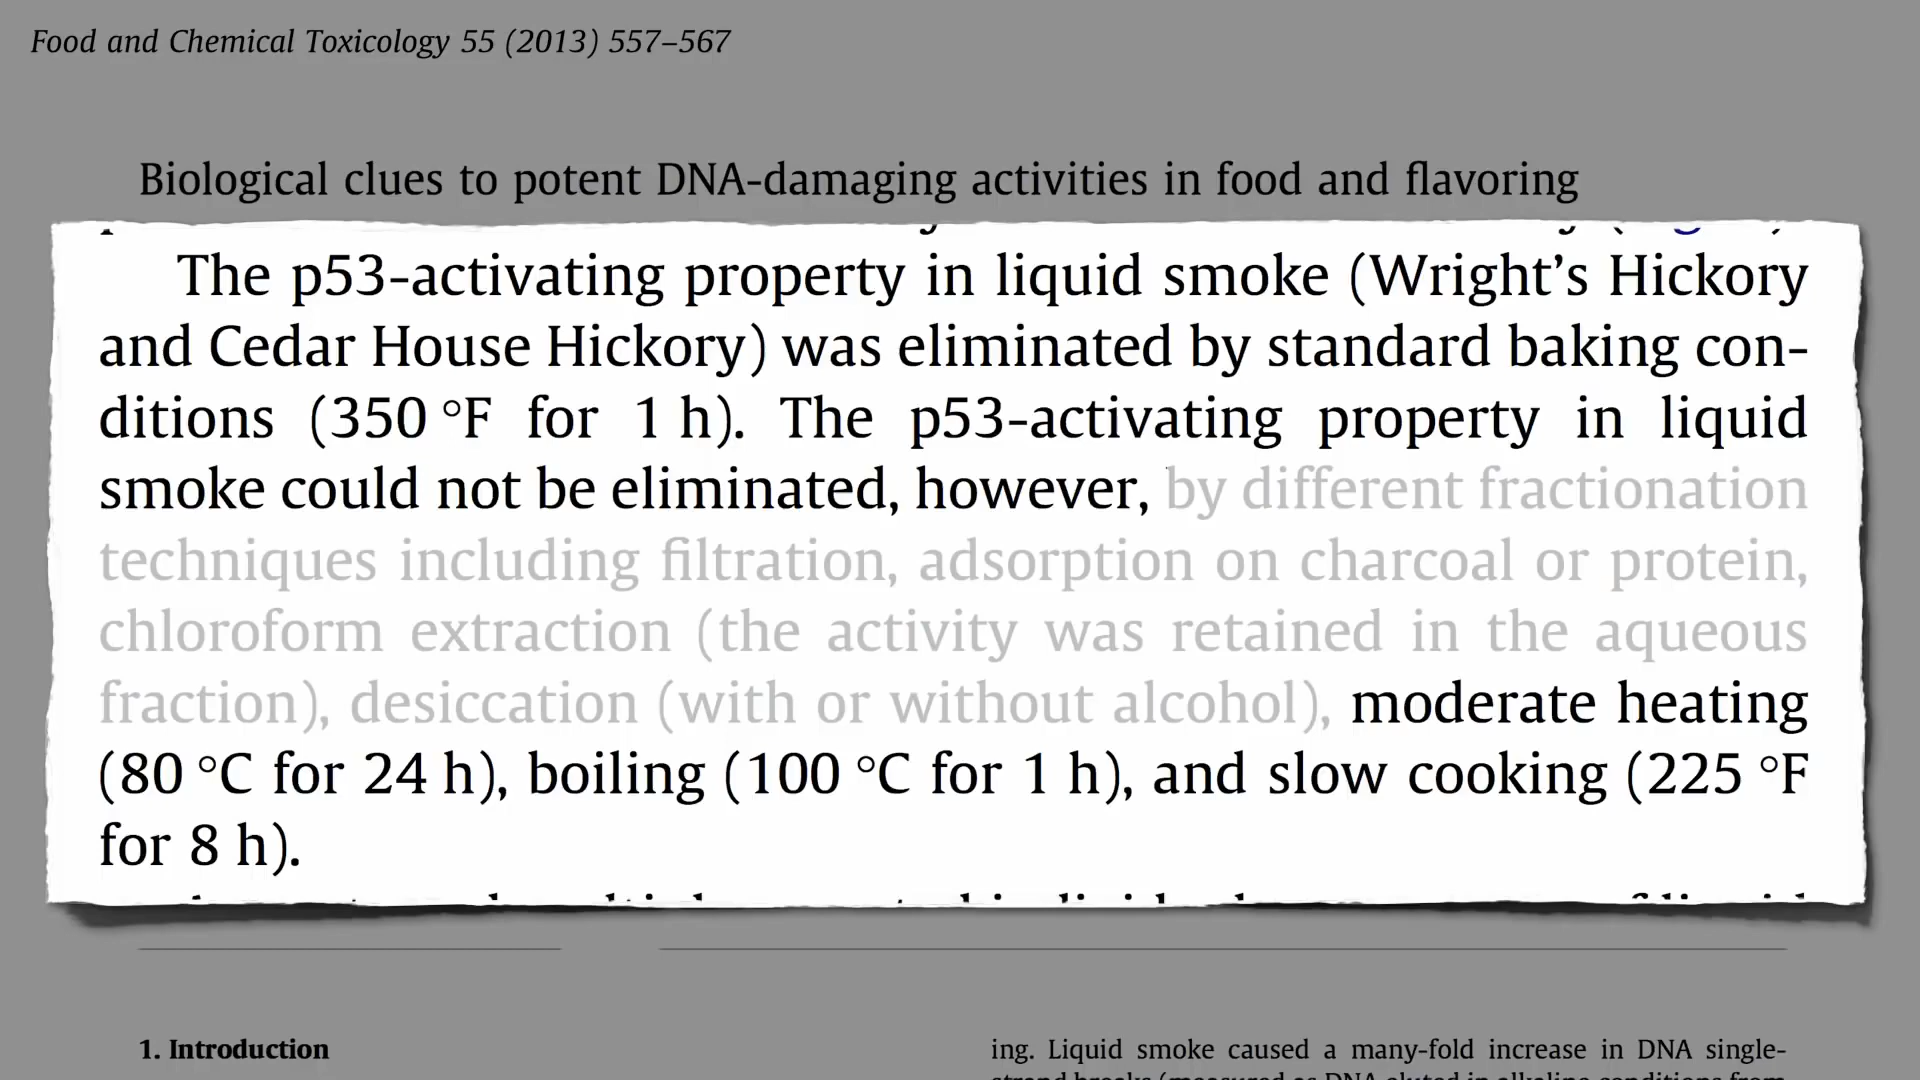 Food and Chemical Toxicology 55 (2013) 557–567
Biological clues to potent DNA-damaging activities in food and flavoring
The p53-activating property in liquid smoke (Wright’s Hickory
and Cedar House Hickory) was eliminated by standard baking con-
ditions (350 °F for 1 h). The p53-activating property in liquid
smoke could not be eliminated, however, by different fractionation
techniques including filtration, adsorption on charcoal or protein,
chloroform extraction (the activity was retained in the aqueous
fraction), desiccation (with or without alcohol), moderate heating
(80 °C for 24 h), boiling (100 °C for 1 h), and slow cooking (225 °F
for 8 h).
1. Introduction
ing. Liquid smoke caused a many-fold increase in DNA single-